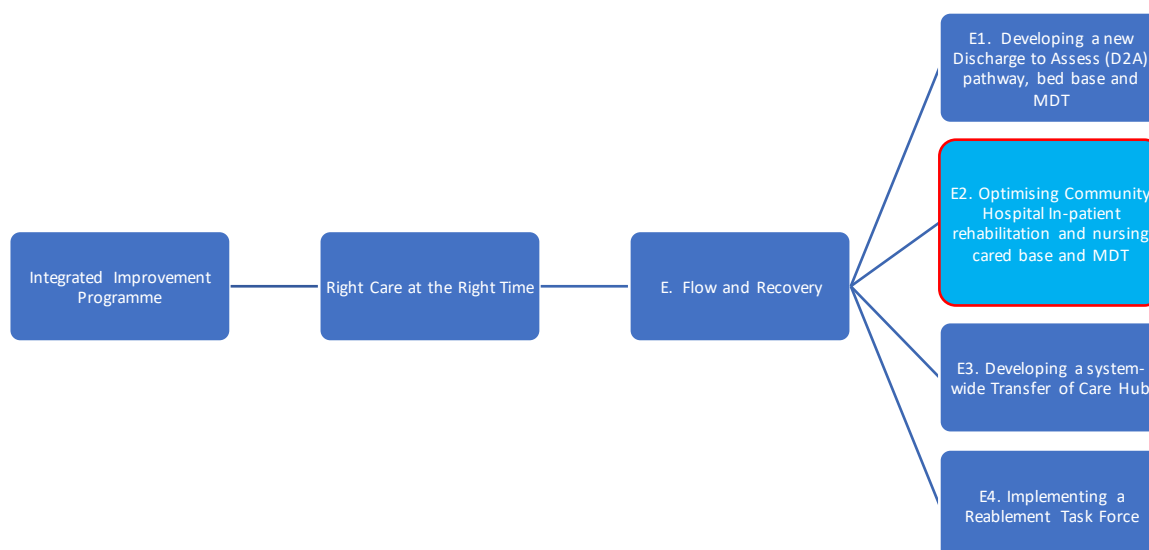 E1. Developing a new
Discharge to Assess (D2A)
pathway, bed base and
MDT
E2. Optimising Community
Hospital In-patient
rehabilitation and nursing
cared base and MDT
Integrated Improvement
Programme
Right Care at the Right Time
E. Flow and Recovery
E3. Developing a system-
wide Transfer of Care Hub
E4. Implementing a
Reablement Task Force